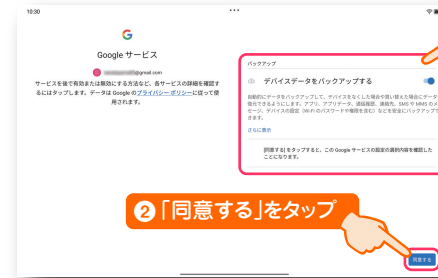 10:30
Google サービス
@gmail.com
サービスを後で有効または無効にする方法など、各サービスの詳細を確認す
るにはタップします。データは Google のプライバシー ポリシーに従って使
用されます。
バックアップ
デバイスデータをバックアップする
自動的にデータをバックアップして、デバイスをなくした場合や買い替えた場合にデータ
復元できるようにします。アプリ、アプリデータ、通話履歴、連絡先、SMS や MMS のメ
セージ、デバイスの設定（Wi-Fi のパスワードや権限を含む）などを安全にバックアップで
きます。
さらに表示
[同意する] をタップすると、この Google サービスの設定の選択内容を確認した
ことになります。
❷「同意する」をタップ
同意する